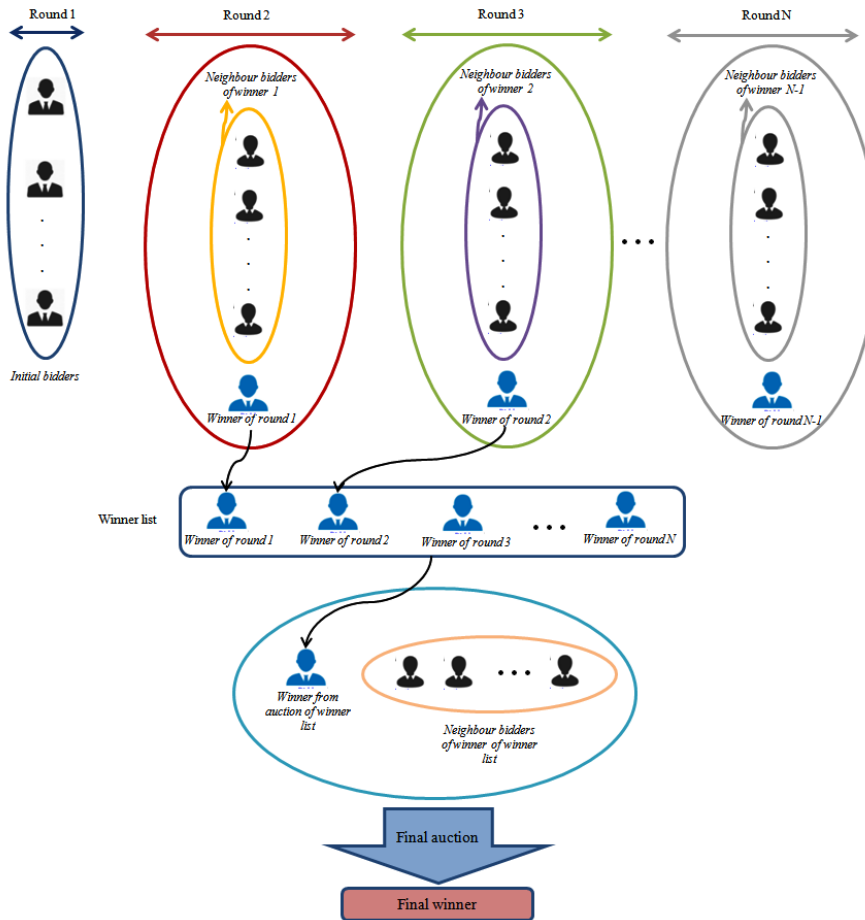 Round 1
Round 2
Round 3
Round N
Neighbour bidders
of winner 1
Neighbour bidders
of winner 2
Neighbour bidders
of winner N-1
Initial bidders
Winner of round 1
Winner of round 2
Winner of round N-1
Winner list
Winner of round 1
Winner of round 2
Winner of round 3
Winner of round N
Winner from
auction of winner
list
Neighbour bidders
of winner of winner
list
Final auction
Final winner